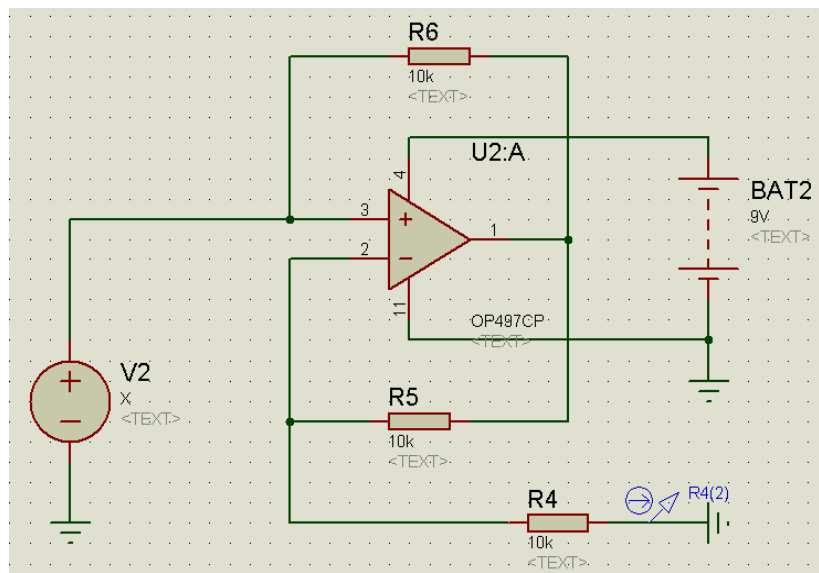 R6
10k
<TEXT>
U2:A
4
3
1
2
11
OP497CP
<TEXT>
BAT2
9V
<TEXT>
V2
X
<TEXT>
R5
10k
<TEXT>
R4
10k
<TEXT>
R4(2)